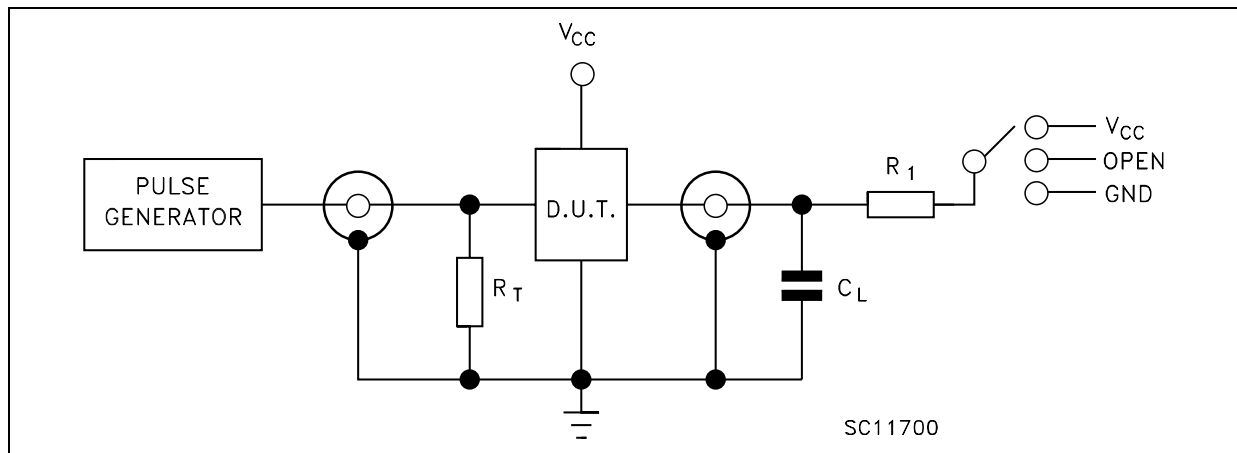 VCC
PULSE
GENERATOR
D.U.T.
RT
CL
R1
VCC
OPEN
GND
SC11700